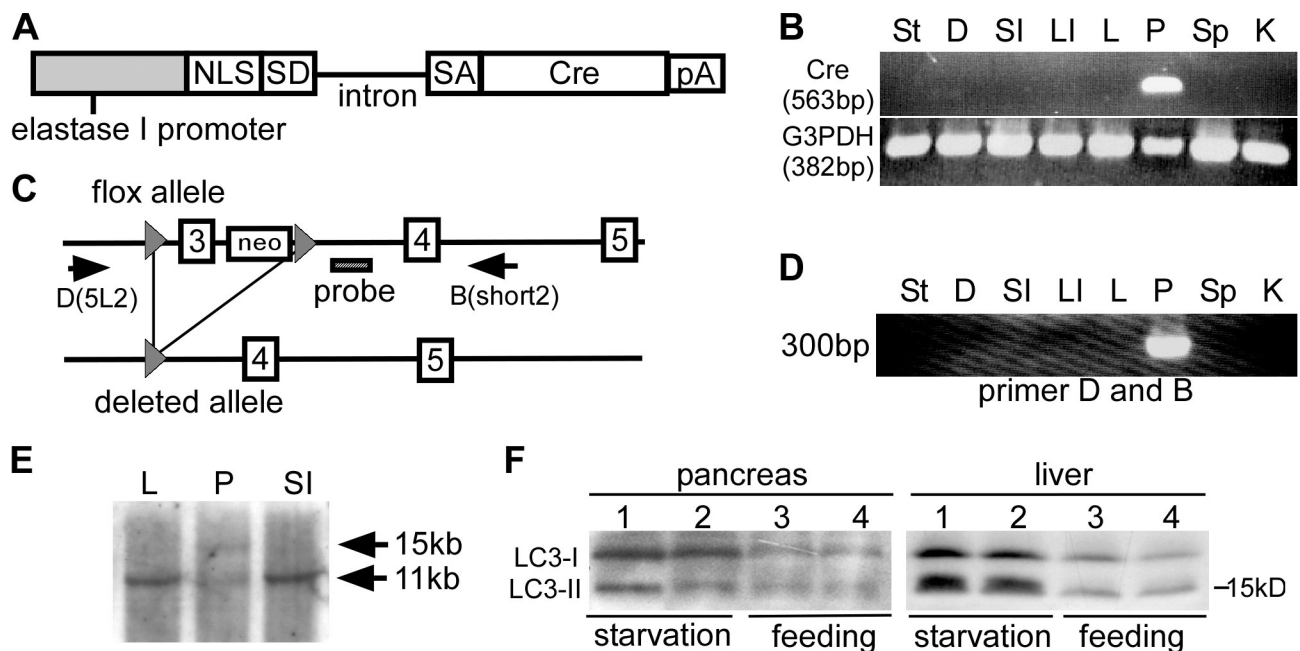 A
NLS SD SA Cre pA
intron
elastase I promoter
B
St D SI LI L P Sp K
Cre
(563bp)
G3PDH
(382bp)
C
flox allele
3 neo 4 5
D(5L2) probe B(short2)
4 5
deleted allele
D
St D SI LI L P Sp K
300bp
primer D and B
E
L P SI
15kb
11kb
F
pancreas liver
1 2 3 4 1 2 3 4
LC3-I
LC3-II –15kD
starvation feeding starvation feeding